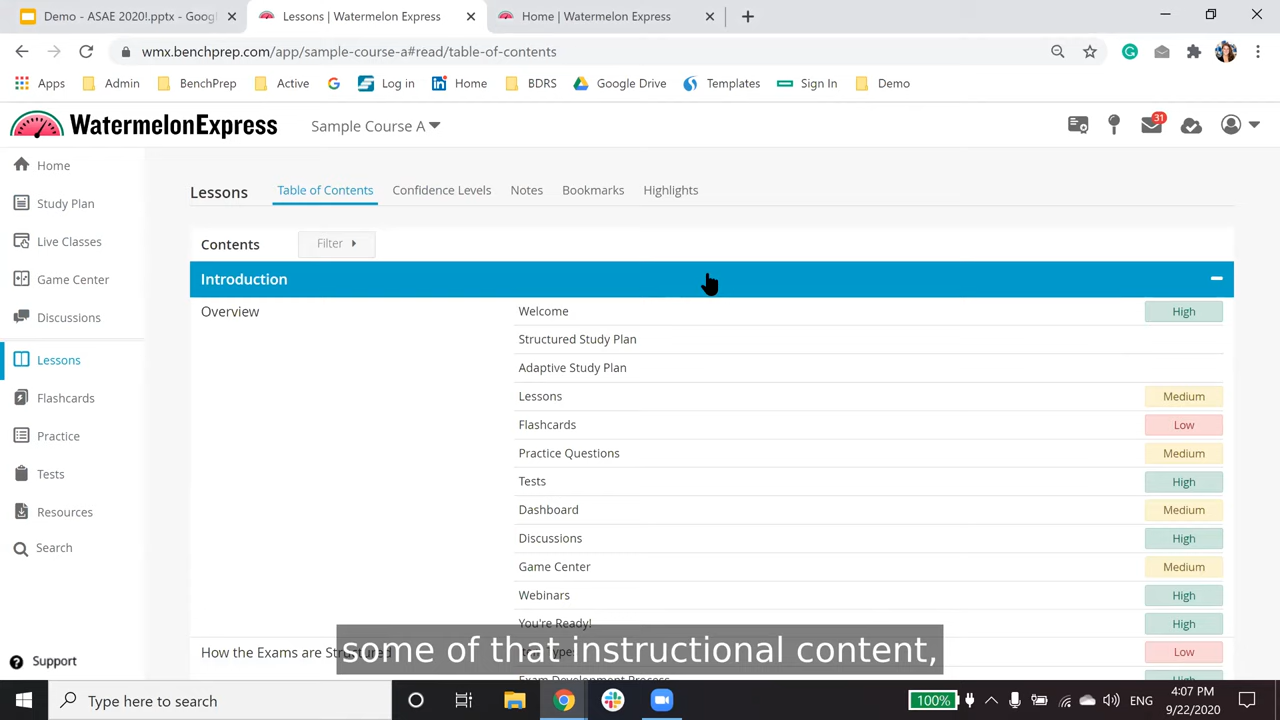 Demo - ASAE 2020!.pptx - Goog
Lessons | Watermelon Express
Home | Watermelon Express
wmx.benchprep.com/app/sample-course-a#read/table-of-contents
Apps
Admin
BenchPrep
Active
Log in
Home
BDRS
Google Drive
Templates
Sign In
Demo
WatermelonExpress
Sample Course A
31
Home
Study Plan
Live Classes
Game Center
Discussions
Lessons
Flashcards
Practice
Tests
Resources
Search
Support
Lessons
Table of Contents
Confidence Levels
Notes
Bookmarks
Highlights
Contents
Filter
Introduction
Overview
Welcome High
Structured Study Plan
Adaptive Study Plan
Lessons Medium
Flashcards Low
Practice Questions Medium
Tests High
Dashboard Medium
Discussions High
Game Center Medium
Webinars High
You're Ready! High
How the Exams are Structured
Low
some of that instructional content,
Type here to search
100%
ENG
4:07 PM
9/22/2020